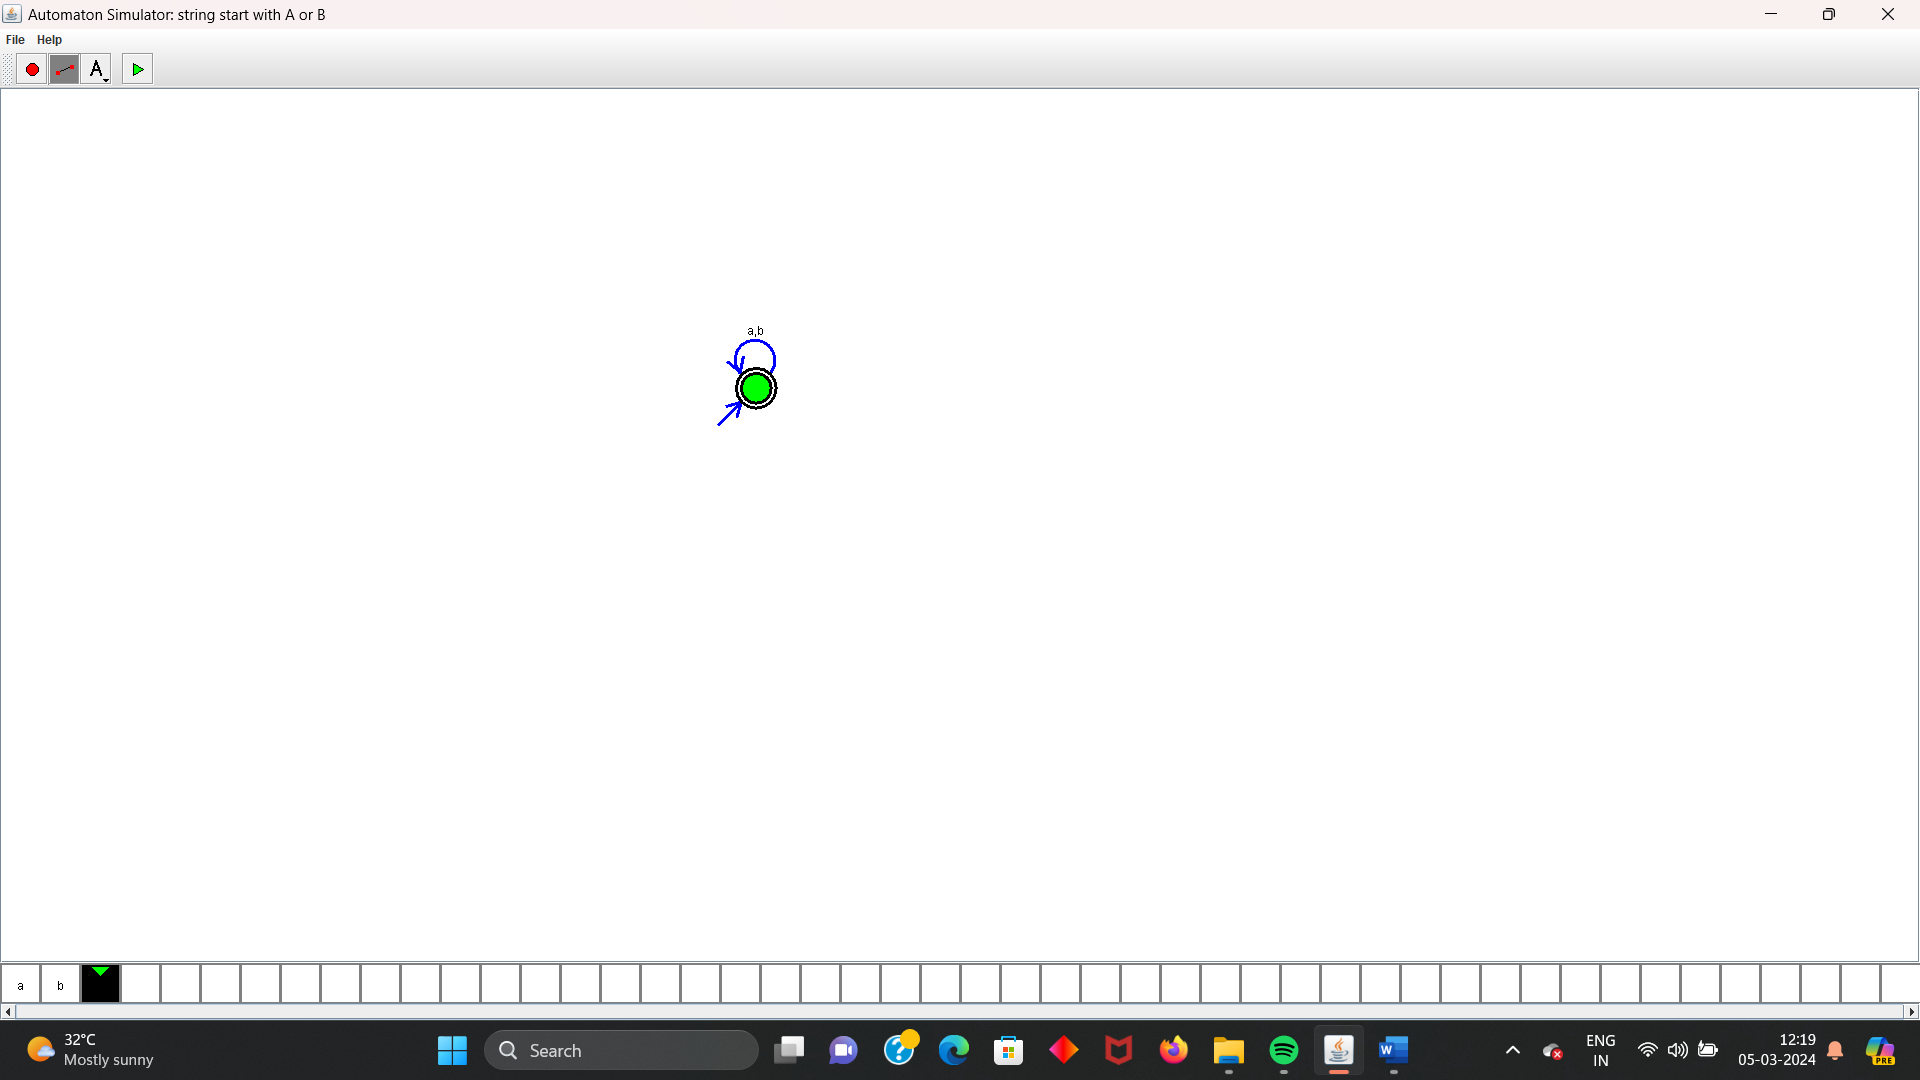 Automaton Simulator: string start with A or B
File Help
A
a,b
a b
32°C
Mostly sunny
Search
W
ENG
IN
12:19
05-03-2024
PRE